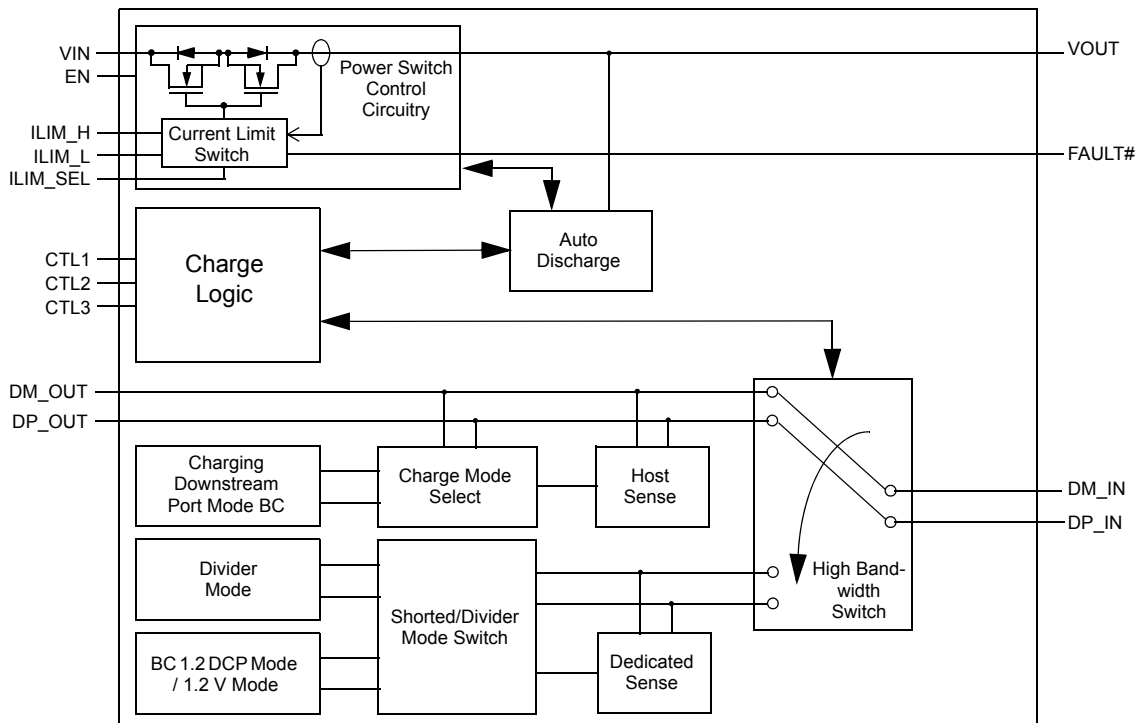 VIN
EN
ILIM_H
ILIM_L
ILIM_SEL
Power Switch
Control
Circuitry
Current Limit
Switch
VOUT
FAULT#
CTL1
CTL2
CTL3
Charge
Logic
Auto
Discharge
DM_OUT
DP_OUT
Charging
Downstream
Port Mode BC
Charge Mode
Select
Host
Sense
DM_IN
DP_IN
High Band-
width
Switch
Divider
Mode
Shorted/Divider
Mode Switch
BC 1.2 DCP Mode
/ 1.2 V Mode
Dedicated
Sense